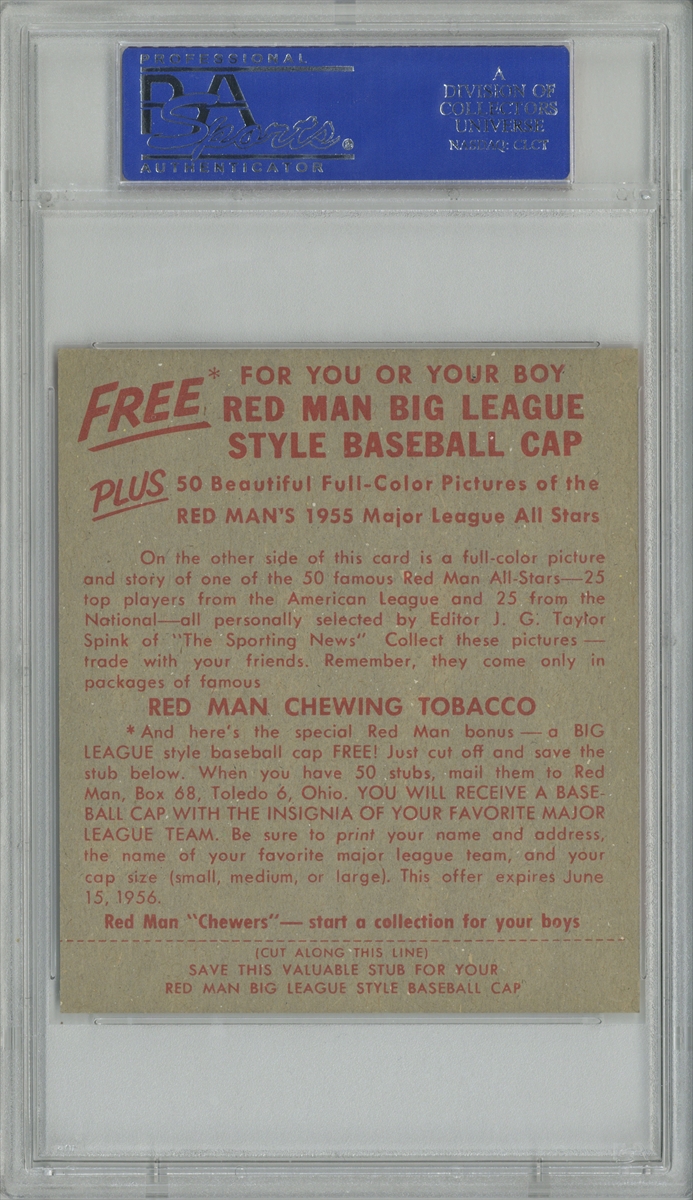 PROFESSIONAL
PSA
Sports
AUTHENTICATOR
A
DIVISION OF
COLLECTORS
UNIVERSE
NASDAQ: CLCT
FREE* FOR YOU OR YOUR BOY
RED MAN BIG LEAGUE
STYLE BASEBALL CAP
PLUS 50 Beautiful Full-Color Pictures of the
RED MAN'S 1955 Major League All Stars
On the other side of this card is a full-color picture
and story of one of the 50 famous Red Man All-Stars—25
top players from the American League and 25 from the
National—all personally selected by Editor J. G. Taylor
Spink of "The Sporting News" Collect these pictures —
trade with your friends. Remember, they come only in
packages of famous
RED MAN CHEWING TOBACCO
*And here's the special Red Man bonus — a BIG
LEAGUE style baseball cap FREE! Just cut off and save the
stub below. When you have 50 stubs, mail them to Red
Man, Box 68, Toledo 6, Ohio. YOU WILL RECEIVE A BASE-
BALL CAP WITH THE INSIGNIA OF YOUR FAVORITE MAJOR
LEAGUE TEAM. Be sure to print your name and address,
the name of your favorite major league team, and your
cap size (small, medium, or large). This offer expires June
15, 1956.
Red Man "Chewers"— start a collection for your boys
(CUT ALONG THIS LINE)
SAVE THIS VALUABLE STUB FOR YOUR
RED MAN BIG LEAGUE STYLE BASEBALL CAP